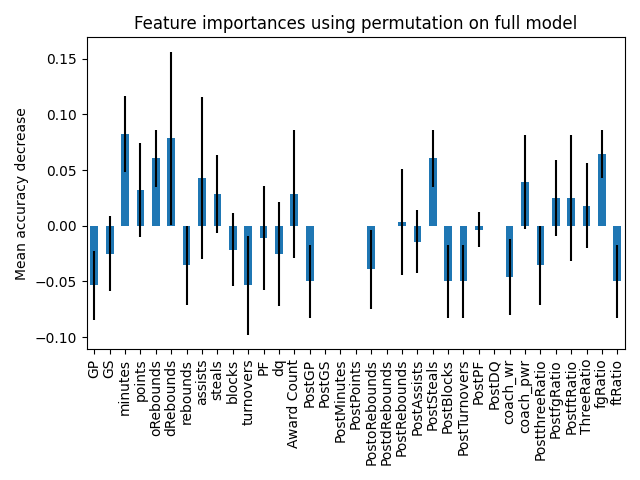 Feature importances using permutation on full model
Mean accuracy decrease
0.15
0.10
0.05
0.00
−0.05
−0.10
GP
GS
minutes
points
oRebounds
dRebounds
rebounds
assists
steals
blocks
turnovers
PF
dq
Award Count
PostGP
PostGS
PostMinutes
PostPoints
PostoRebounds
PostdRebounds
PostRebounds
PostAssists
PostSteals
PostBlocks
PostTurnovers
PostPF
PostDQ
coach_wr
coach_pwr
PostthreeRatio
PostfgRatio
PostftRatio
ThreeRatio
fgRatio
ftRatio